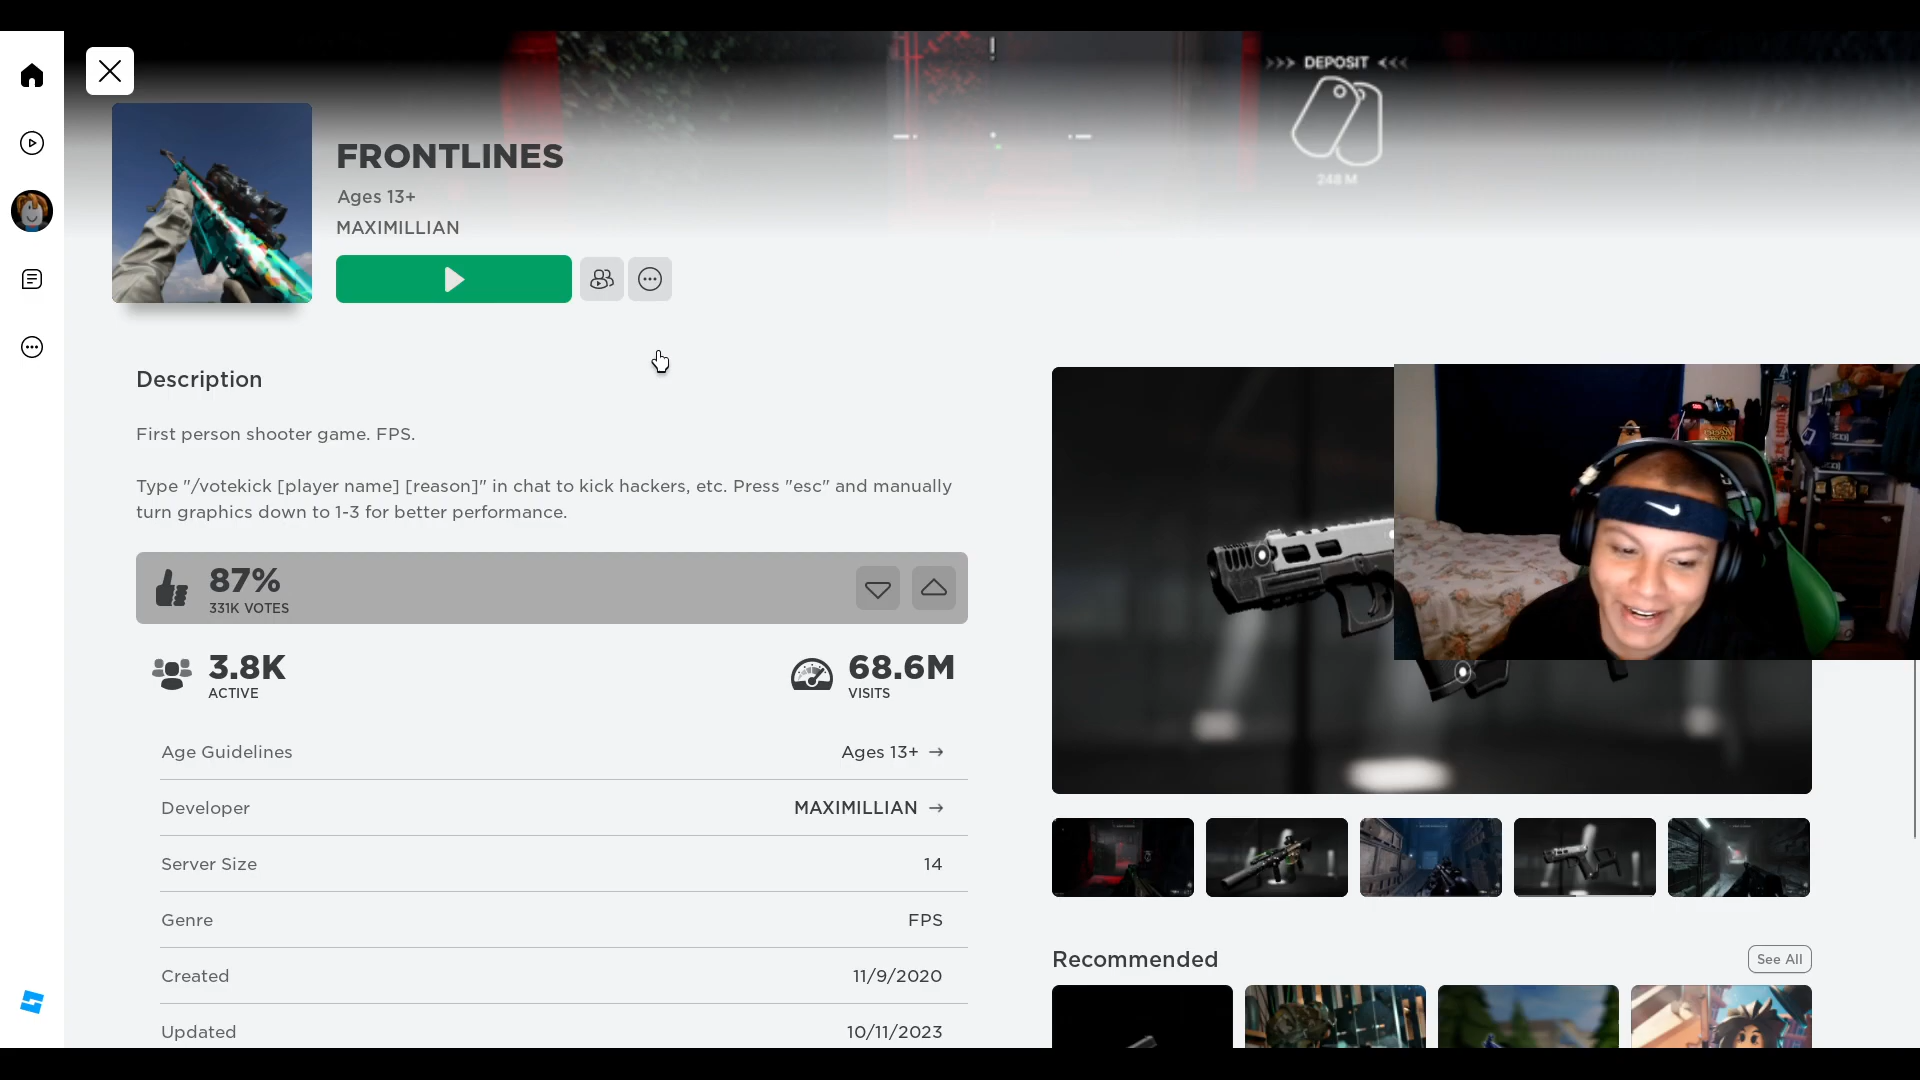 >>> DEPOSIT <<<
248 M
FRONTLINES
Ages 13+
MAXIMILLIAN
Description
First person shooter game. FPS.
Type "/votekick [player name] [reason]" in chat to kick hackers, etc. Press "esc" and manually
turn graphics down to 1-3 for better performance.
87%
331K VOTES
3.8K
ACTIVE
68.6M
VISITS
Age Guidelines
Ages 13+
Developer
MAXIMILLIAN
Server Size
14
Genre
FPS
Created
11/9/2020
Updated
10/11/2023
Recommended
See All